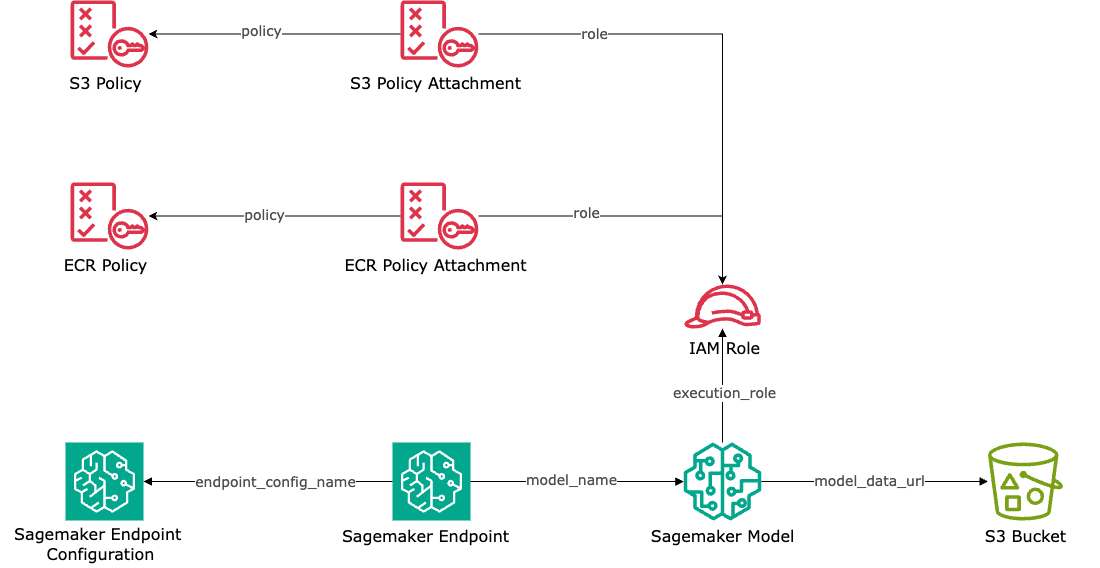 policy
role
S3 Policy
S3 Policy Attachment
policy
role
ECR Policy
ECR Policy Attachment
IAM Role
execution_role
endpoint_config_name
model_name
model_data_url
Sagemaker Endpoint
Configuration
Sagemaker Endpoint
Sagemaker Model
S3 Bucket